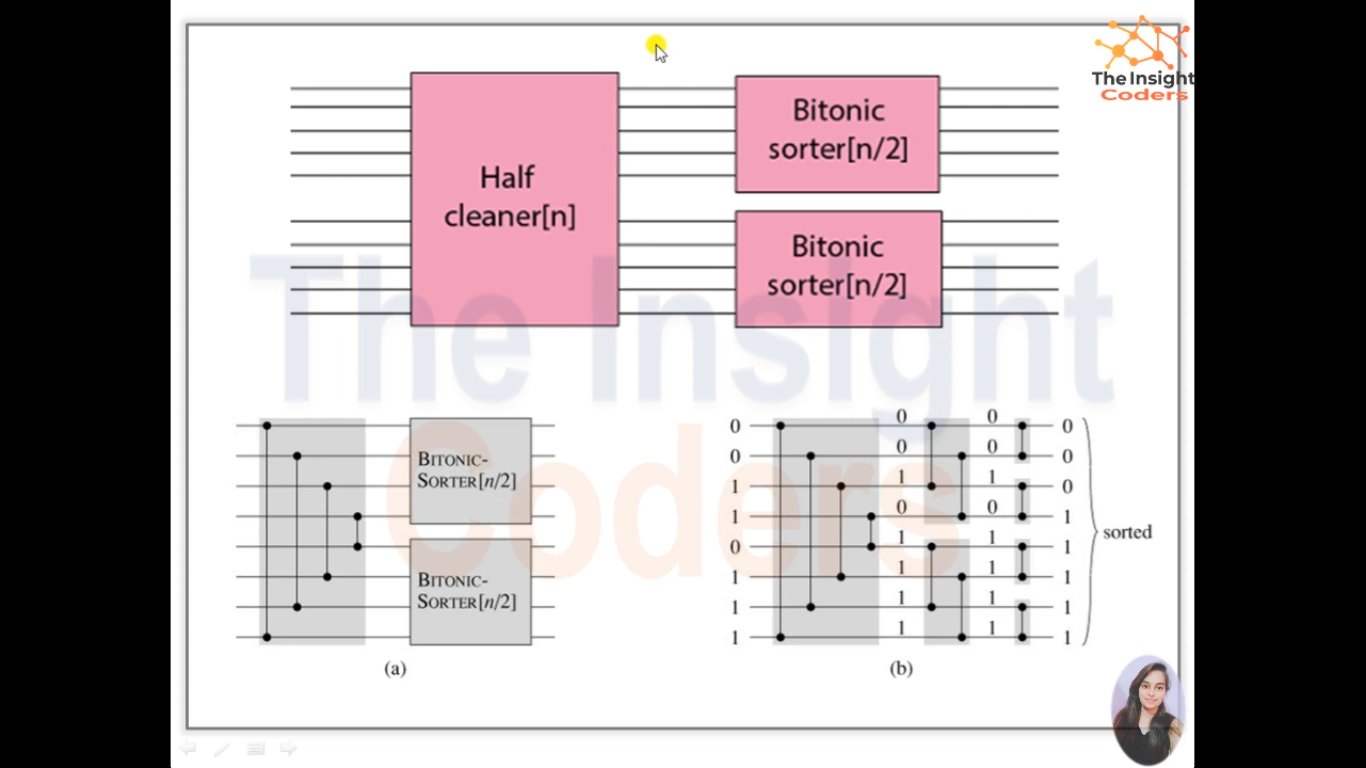 The Insight
Coders
Half
cleaner[n]
Bitonic
sorter[n/2]
Bitonic
sorter[n/2]
The Insight
Coders
BITONIC-
SORTER[n/2]
BITONIC-
SORTER[n/2]
(a)
0 0 0 0
0 0 0 0
1 1 1 0
1 0 0 1
0 1 1 1
1 1 1 1
1 1 1 1
1 1 1 1
sorted
(b)